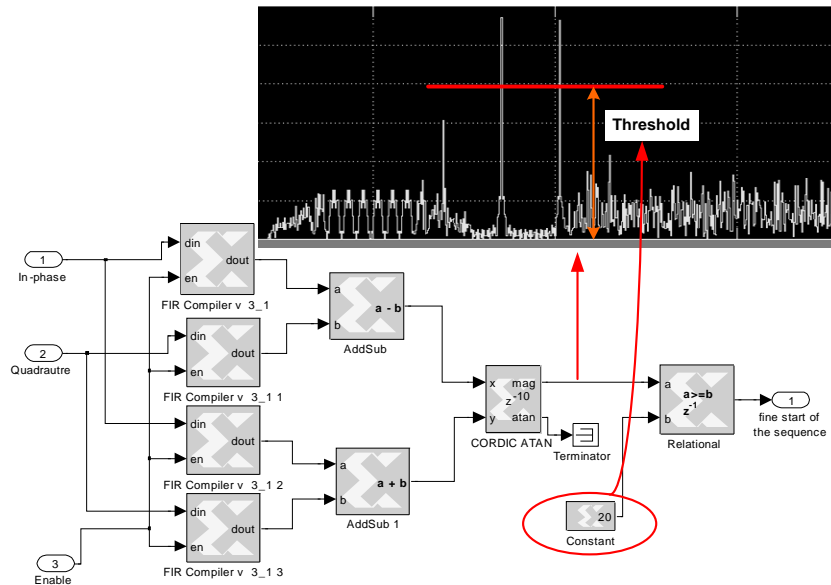 Threshold
1
In-phase
din
en
dout
FIR Compiler v 3_1
a
b
a - b
AddSub
2
Quadrautre
din
en
dout
FIR Compiler v 3_1 1
x
y
mag
z-10
atan
CORDIC ATAN
Terminator
a
b
a>=b
z-1
Relational
1
fine start of
the sequence
din
en
dout
FIR Compiler v 3_1 2
a
b
a + b
AddSub 1
din
en
dout
FIR Compiler v 3_1 3
20
Constant
3
Enable